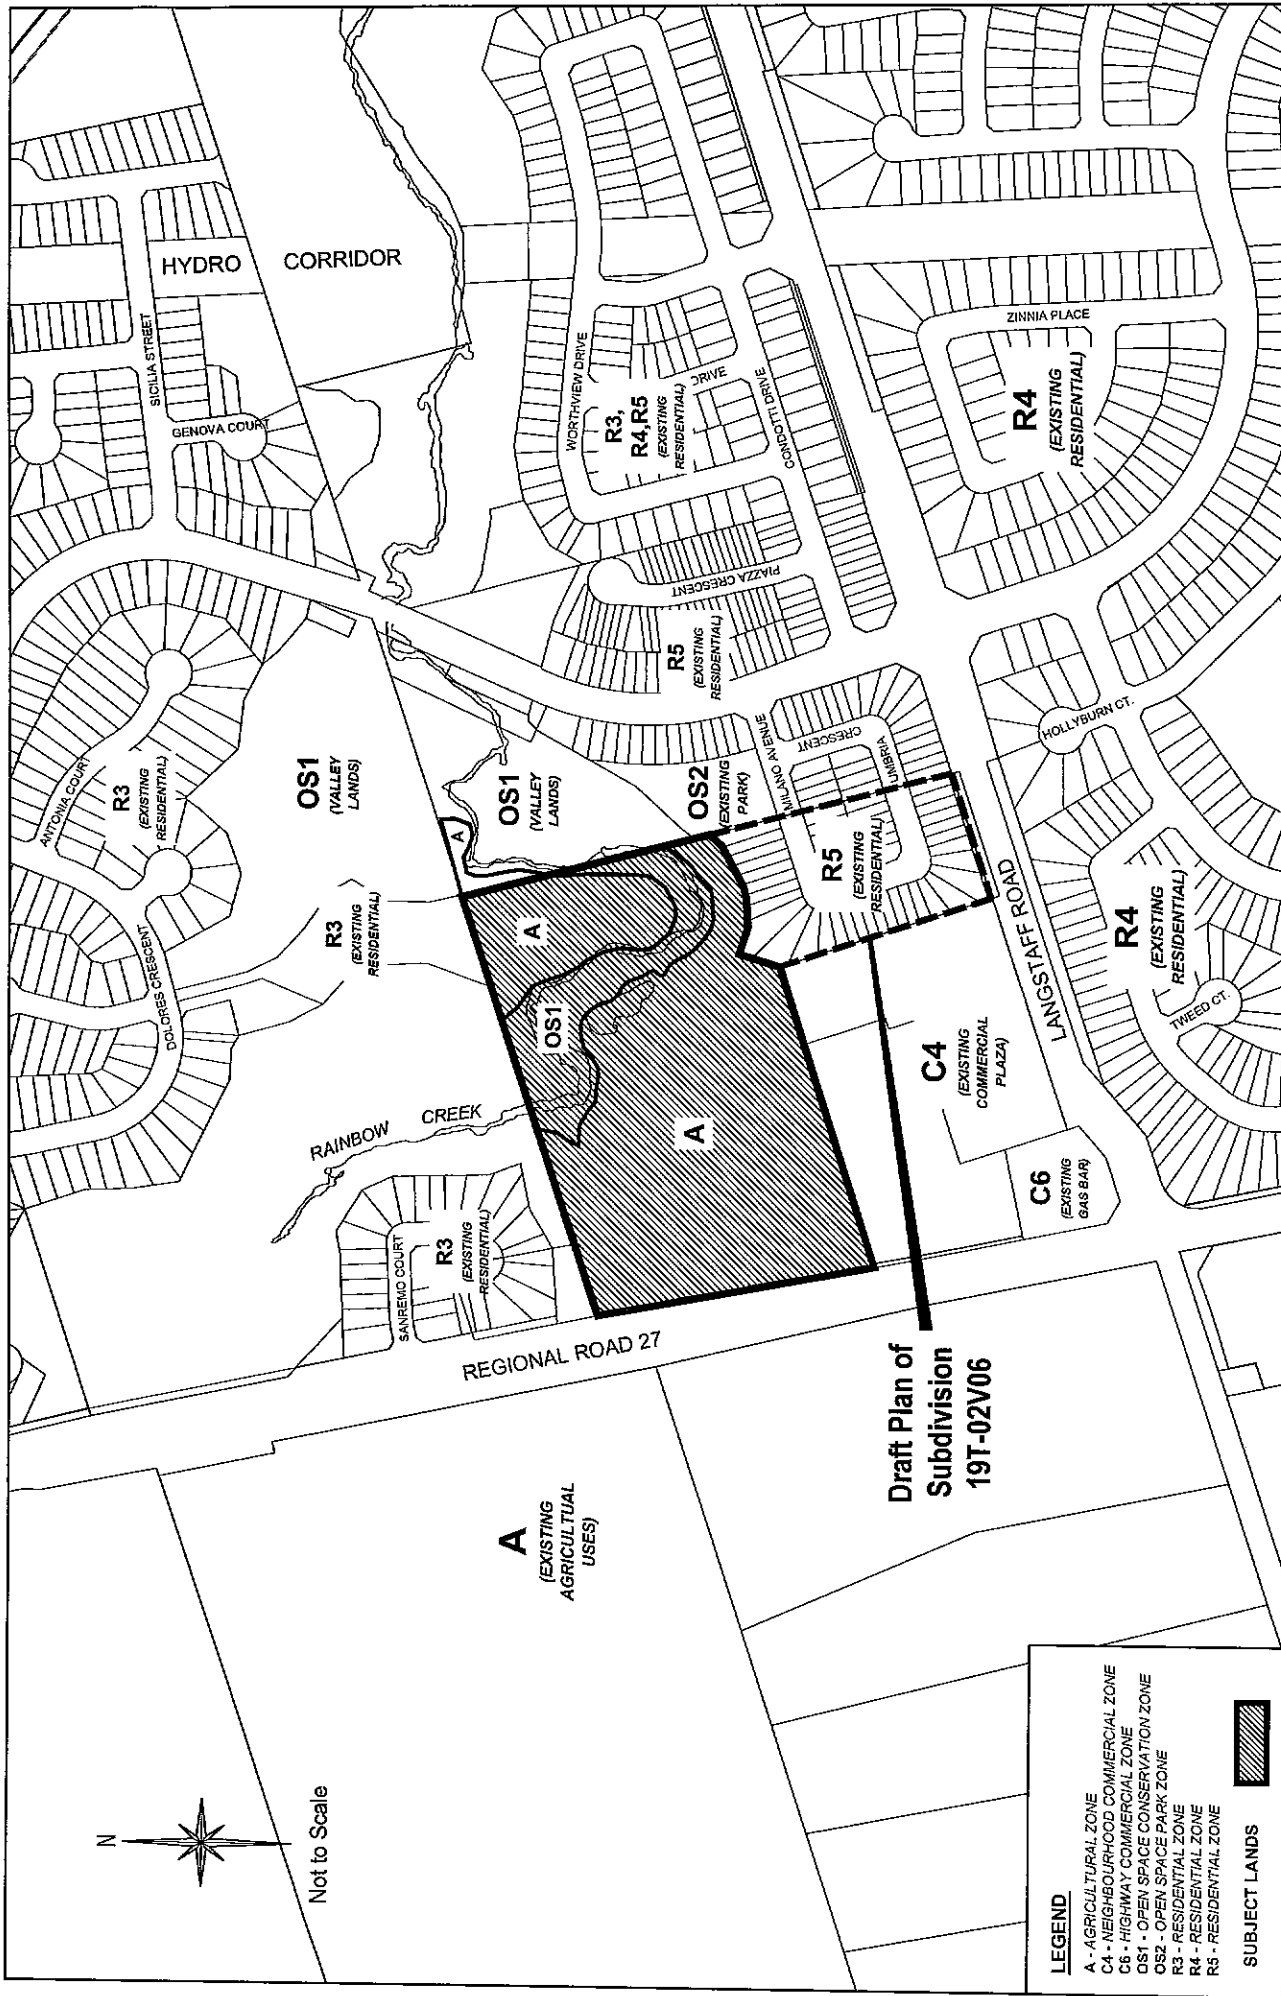 N
Not to Scale
HYDRO CORRIDOR
SICILIA STREET
GENOVA COURT
ANTONIA COURT
R3
(EXISTING
RESIDENTIAL)
DOLORES CRESCENT
OS1
(VALLEY
LANDS)
R3
(EXISTING
RESIDENTIAL)
RAINBOW CREEK
SANREMO COURT
R3
(EXISTING
RESIDENTIAL)
REGIONAL ROAD 27
A
(EXISTING
AGRICULTURAL
USES)
A
OS1
(VALLEY
LANDS)
A
OS1
A
OS2
(EXISTING
PARK)
WORTHVIEW DRIVE
R3,
R4,R5
(EXISTING
RESIDENTIAL)
DRIVE
CONDOTTI DRIVE
PIAZZA CRESCENT
R5
(EXISTING
RESIDENTIAL)
MILANO AVENUE
CRESCENT
UMBRIA
R5
(EXISTING
RESIDENTIAL)
ZINNIA PLACE
R4
(EXISTING
RESIDENTIAL)
HOLLYBURN CT.
LANGSTAFF ROAD
R4
(EXISTING
RESIDENTIAL)
TWEED CT.
C4
(EXISTING
COMMERCIAL
PLAZA)
C6
(EXISTING
GAS BAR)
Draft Plan of
Subdivision
19T-02V06
LEGEND
A - AGRICULTURAL ZONE
C4 - NEIGHBOURHOOD COMMERCIAL ZONE
C6 - HIGHWAY COMMERCIAL ZONE
OS1 - OPEN SPACE CONSERVATION ZONE
OS2 - OPEN SPACE PARK ZONE
R3 - RESIDENTIAL ZONE
R4 - RESIDENTIAL ZONE
R5 - RESIDENTIAL ZONE
SUBJECT LANDS